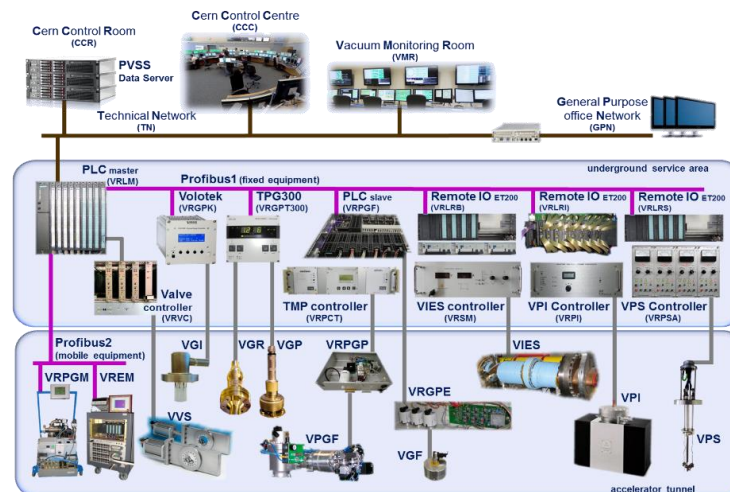 Cern Control Room
(CCR)
PVSS
Data Server
Cern Control Centre
(CCC)
Vacuum Monitoring Room
(VMR)
Technical Network
(TN)
General Purpose
office Network
(GPN)
PLC master
(VRLM)
Profibus1 (fixed equipment)
underground service area
Volotek
(VRGPK)
TPG300
(VRGPT300)
PLC slave
(VRPGF)
Remote IO ET200
(VRLRB)
Remote IO ET200
(VRLRI)
Remote IO ET200
(VRLRS)
Valve
controller
(VRVC)
TMP controller
(VRPCT)
VIES controller
(VRSM)
VPI Controller
(VRPI)
VPS Controller
(VRPSA)
Profibus2
(mobile equipment)
VRPGM
VREM
VGI
VVS
VGR
VGP
VRPGP
VPGF
VRGPE
VGF
VIES
VPI
VPS
accelerator tunnel